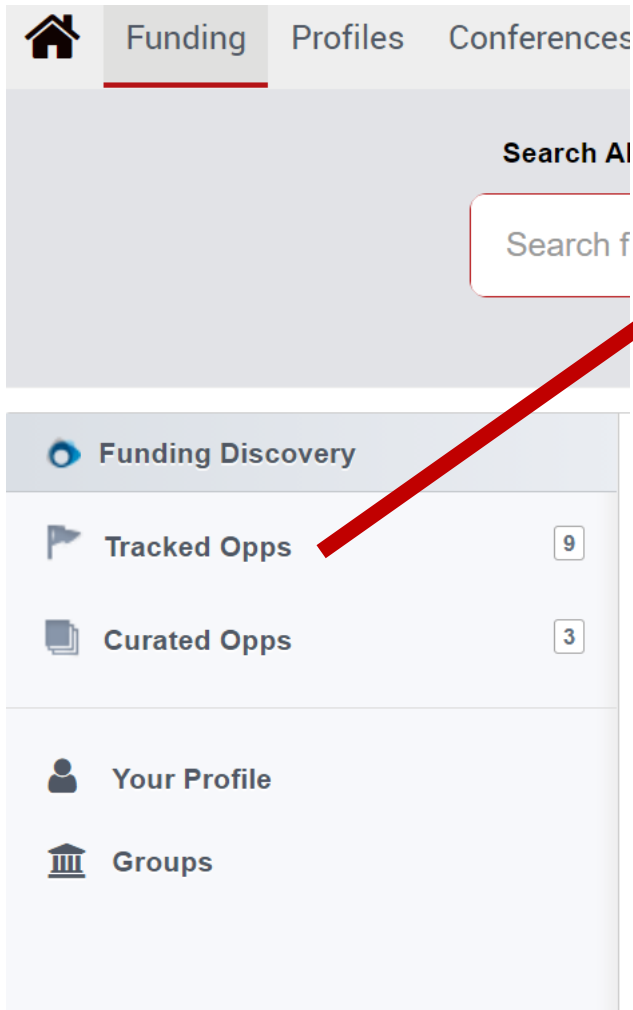 Funding Profiles Conferences
Search Al
Search f
Funding Discovery
Tracked Opps 9
Curated Opps 3
Your Profile
Groups